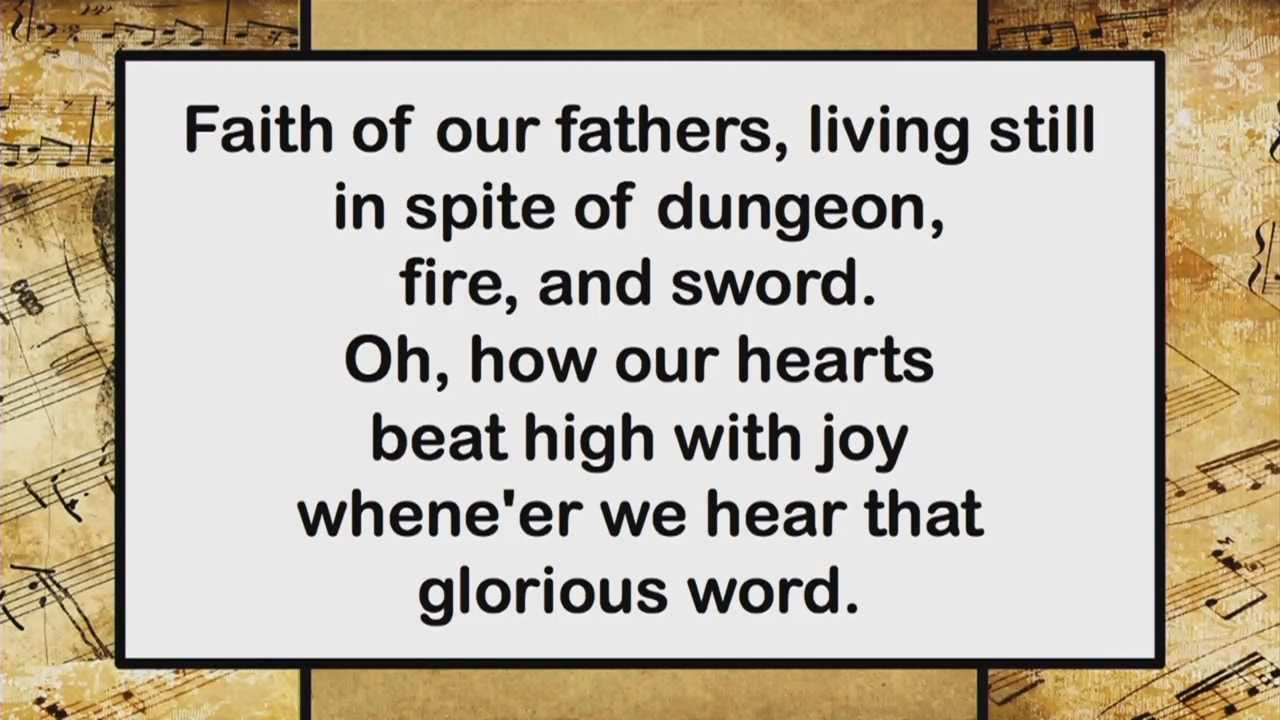 Faith of our fathers, living still
in spite of dungeon,
fire, and sword.
Oh, how our hearts
beat high with joy
whene'er we hear that
glorious word.